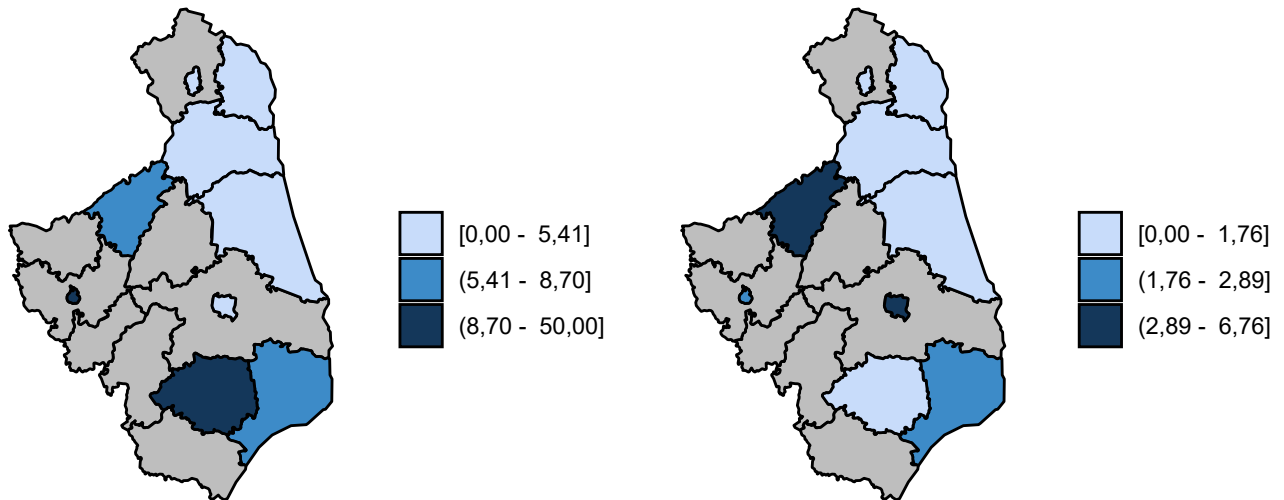 [0,00 - 5,41]
(5,41 - 8,70]
(8,70 - 50,00]
[0,00 - 1,76]
(1,76 - 2,89]
(2,89 - 6,76]